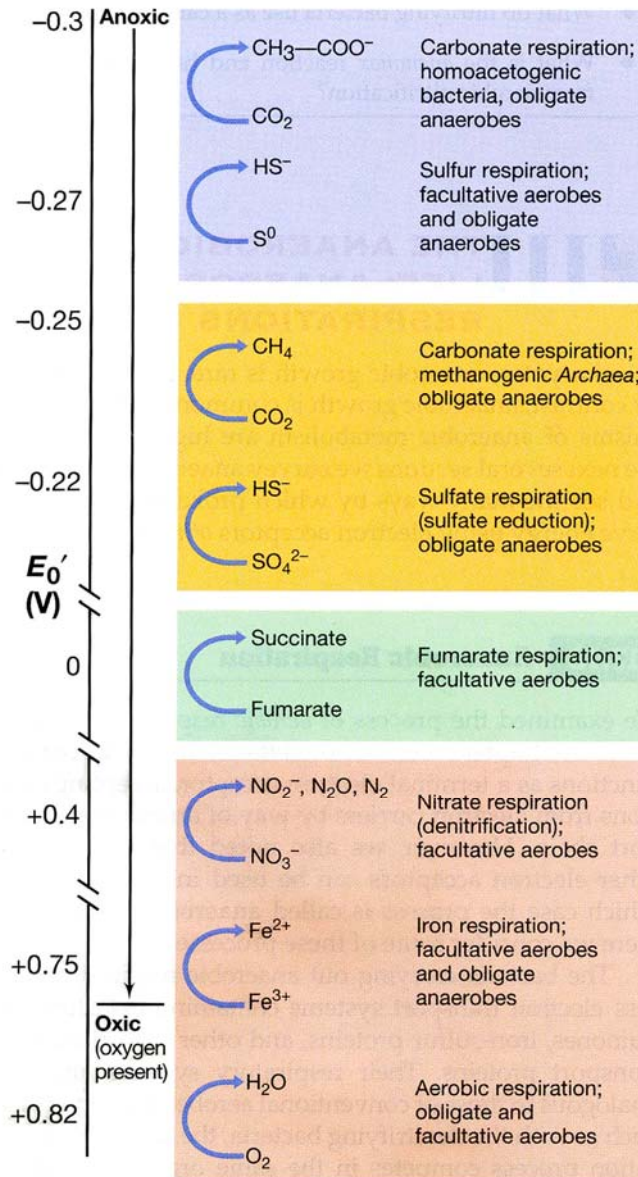 −0.3
Anoxic
CH₃—COO⁻
CO₂
Carbonate respiration;
homoacetogenic
bacteria, obligate
anaerobes
−0.27
HS⁻
S⁰
Sulfur respiration;
facultative aerobes
and obligate
anaerobes
−0.25
CH₄
CO₂
Carbonate respiration;
methanogenic Archaea;
obligate anaerobes
−0.22
HS⁻
SO₄²⁻
Sulfate respiration
(sulfate reduction);
obligate anaerobes
E₀′
(V)
0
Succinate
Fumarate
Fumarate respiration;
facultative aerobes
+0.4
NO₂⁻, N₂O, N₂
NO₃⁻
Nitrate respiration
(denitrification);
facultative aerobes
+0.75
Fe²⁺
Fe³⁺
Iron respiration;
facultative aerobes
and obligate
anaerobes
Oxic
(oxygen
present)
+0.82
H₂O
O₂
Aerobic respiration;
obligate and
facultative aerobes